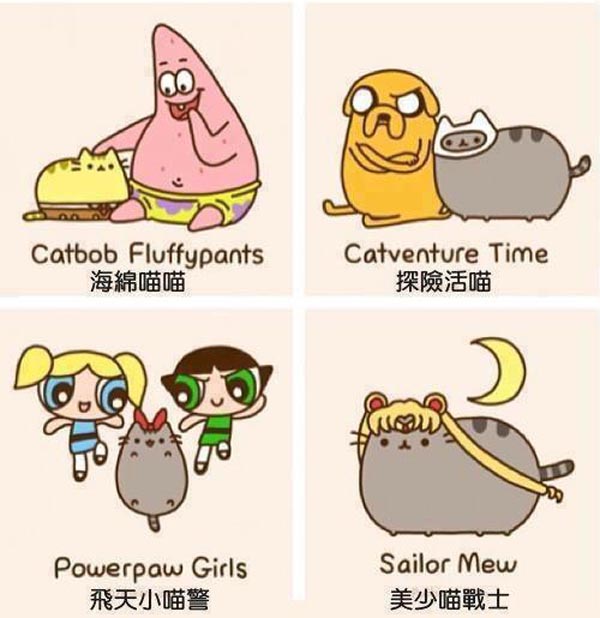 Catbob Fluffypants
海綿喵喵
Catventure Time
探險活喵
Powerpaw Girls
飛天小喵警
Sailor Mew
美少喵戰士